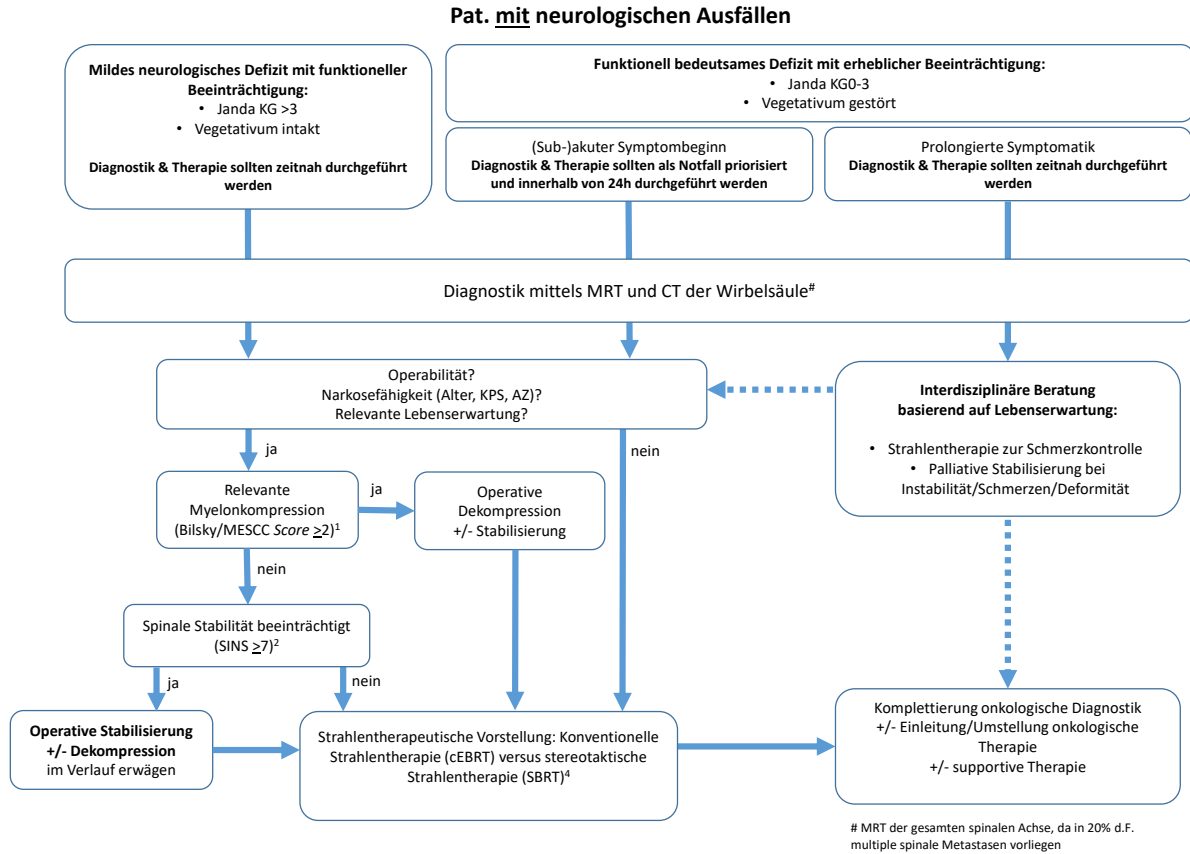 Pat. mit neurologischen Ausfällen
Mildes neurologisches Defizit mit funktioneller
Beeinträchtigung:
• Janda KG >3
• Vegetativum intakt
Diagnostik & Therapie sollten zeitnah durchgeführt
werden
Funktionell bedeutsames Defizit mit erheblicher Beeinträchtigung:
• Janda KG0-3
• Vegetativum gestört
(Sub-)akuter Symptombeginn
Diagnostik & Therapie sollten als Notfall priorisiert
und innerhalb von 24h durchgeführt werden
Prolongierte Symptomatik
Diagnostik & Therapie sollten zeitnah durchgeführt
werden
Diagnostik mittels MRT und CT der Wirbelsäule#
Operabilität?
Narkosefähigkeit (Alter, KPS, AZ)?
Relevante Lebenserwartung?
Interdisziplinäre Beratung
basierend auf Lebenserwartung:
• Strahlentherapie zur Schmerzkontrolle
• Palliative Stabilisierung bei
Instabilität/Schmerzen/Deformität
ja
nein
Relevante
Myelonkompression
(Bilsky/MESCC Score ≥2)¹
ja
Operative
Dekompression
+/- Stabilisierung
nein
Spinale Stabilität beeinträchtigt
(SINS ≥7)²
ja
nein
Operative Stabilisierung
+/- Dekompression
im Verlauf erwägen
Strahlentherapeutische Vorstellung: Konventionelle
Strahlentherapie (cEBRT) versus stereotaktische
Strahlentherapie (SBRT)⁴
Komplettierung onkologische Diagnostik
+/- Einleitung/Umstellung onkologische
Therapie
+/- supportive Therapie
# MRT der gesamten spinalen Achse, da in 20% d.F.
multiple spinale Metastasen vorliegen